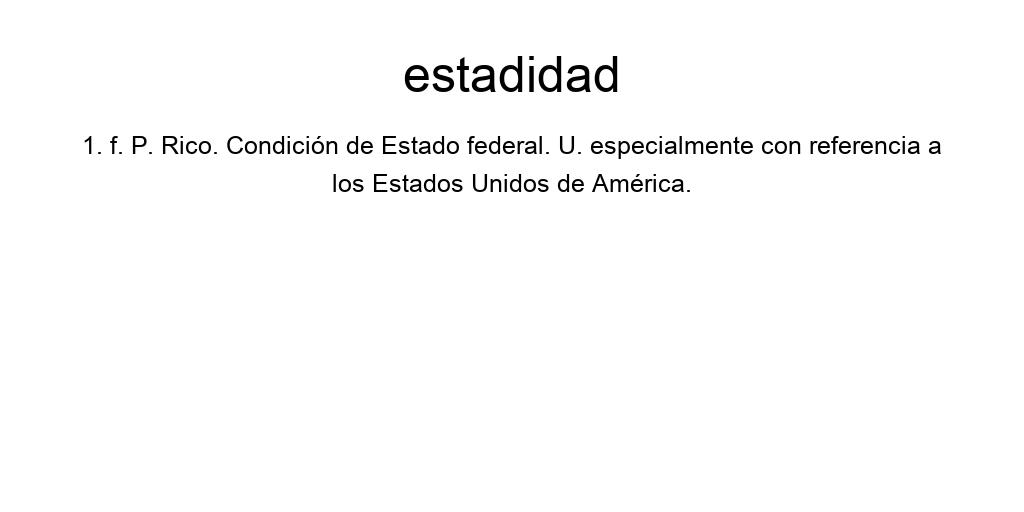 estadidad
1. f. P. Rico. Condición de Estado federal. U. especialmente con referencia a
los Estados Unidos de América.